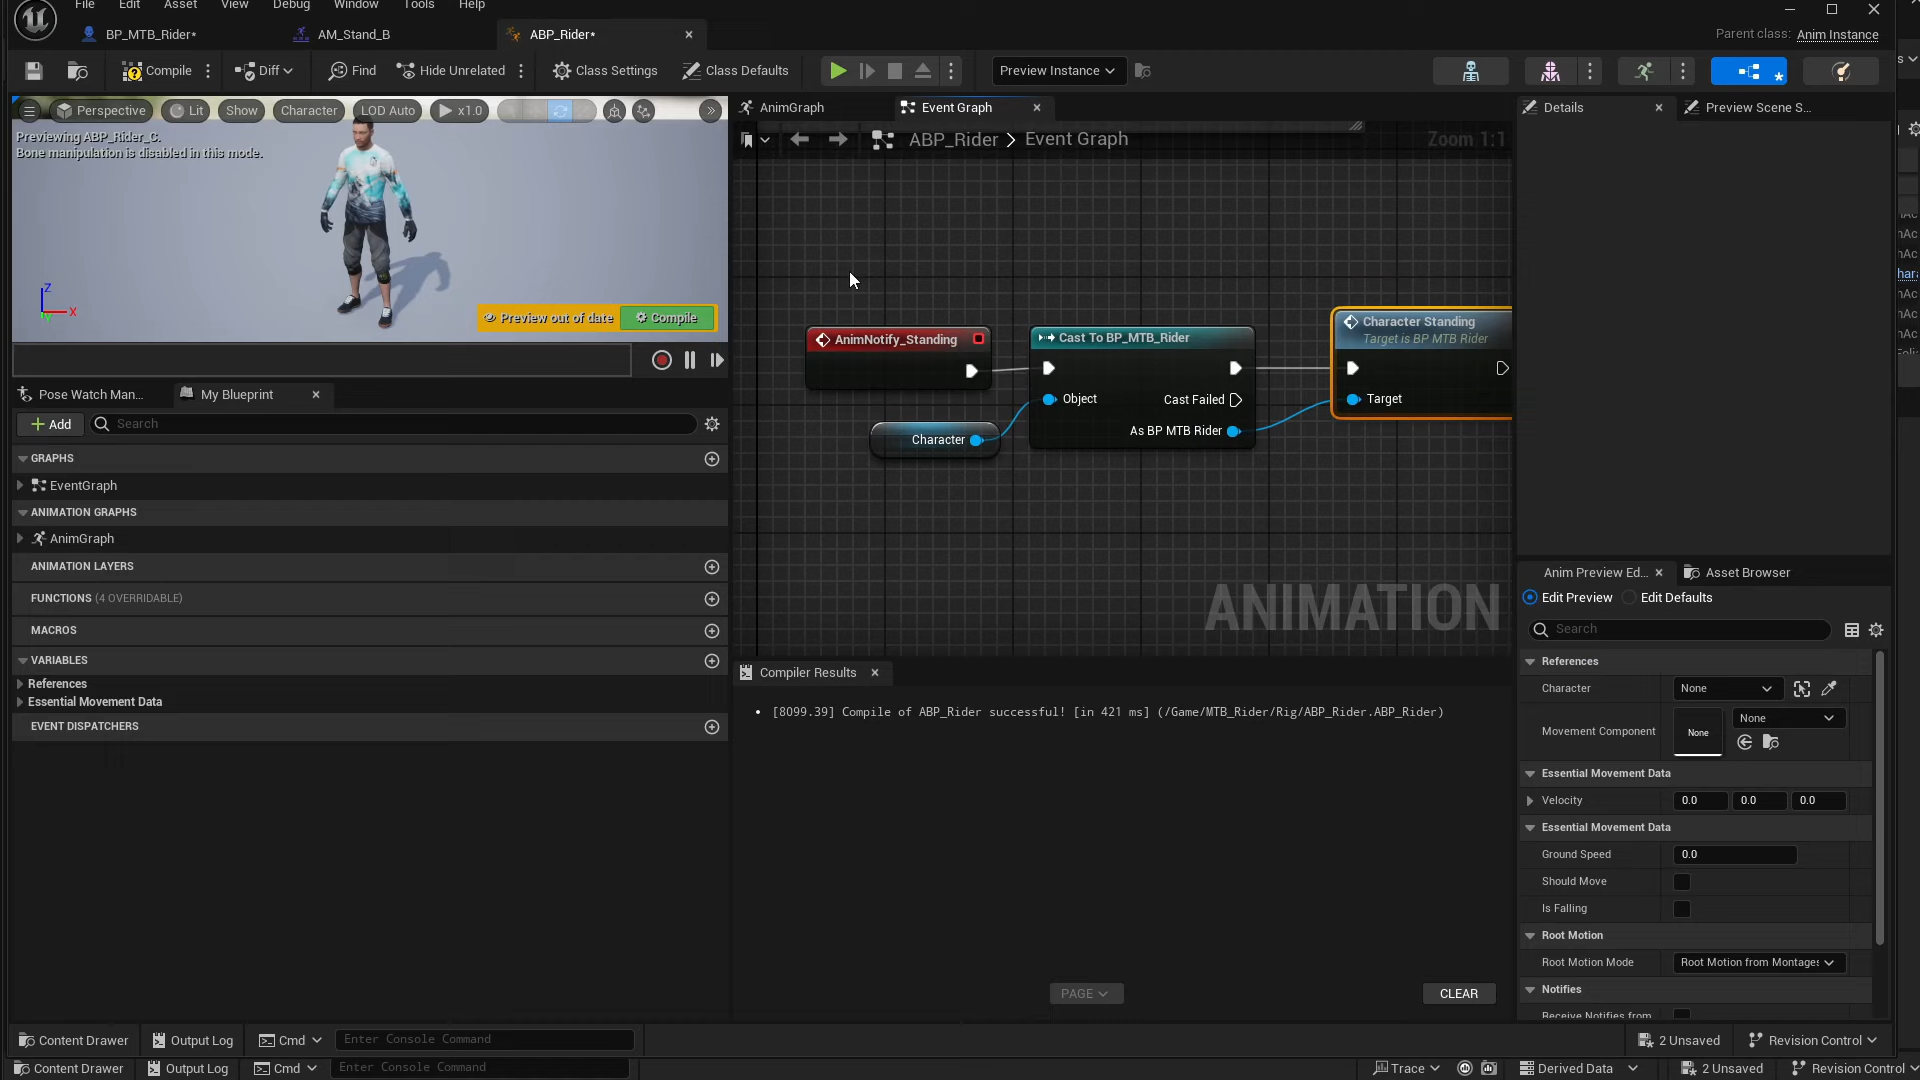 File Edit Asset View Debug Window Tools Help
BP_MTB_Rider*
AM_Stand_B
ABP_Rider*
Parent class: Anim Instance
Compile
Diff
Find
Hide Unrelated
Class Settings
Class Defaults
Preview Instance
Perspective
Lit
Show
Character
LOD Auto
x1.0
Previewing ABP_Rider_C.
Bone manipulation is disabled in this mode.
Z
X
Preview out of date
Compile
Pose Watch Man...
My Blueprint
Add
Search
GRAPHS
EventGraph
ANIMATION GRAPHS
AnimGraph
ANIMATION LAYERS
FUNCTIONS (4 OVERRIDABLE)
MACROS
VARIABLES
References
Essential Movement Data
EVENT DISPATCHERS
AnimGraph
Event Graph
ABP_Rider > Event Graph
Zoom 1:1
AnimNotify_Standing
Character
Cast To BP_MTB_Rider
Object
Cast Failed
As BP MTB Rider
Character Standing
Target is BP MTB Rider
Target
ANIMATION
Compiler Results
[8099.39] Compile of ABP_Rider successful! [in 421 ms] (/Game/MTB_Rider/Rig/ABP_Rider.ABP_Rider)
PAGE
CLEAR
Details
Preview Scene S...
Anim Preview Ed...
Asset Browser
Edit Preview
Edit Defaults
Search
References
Character
None
Movement Component
None
None
Essential Movement Data
Velocity
0.0
0.0
0.0
Essential Movement Data
Ground Speed
0.0
Should Move
Is Falling
Root Motion
Root Motion Mode
Root Motion from Montages
Notifies
Receive Notifies from
Content Drawer
Output Log
Cmd
Enter Console Command
2 Unsaved
Revision Control
Content Drawer
Output Log
Cmd
Enter Console Command
Trace
Derived Data
2 Unsaved
Revision Control